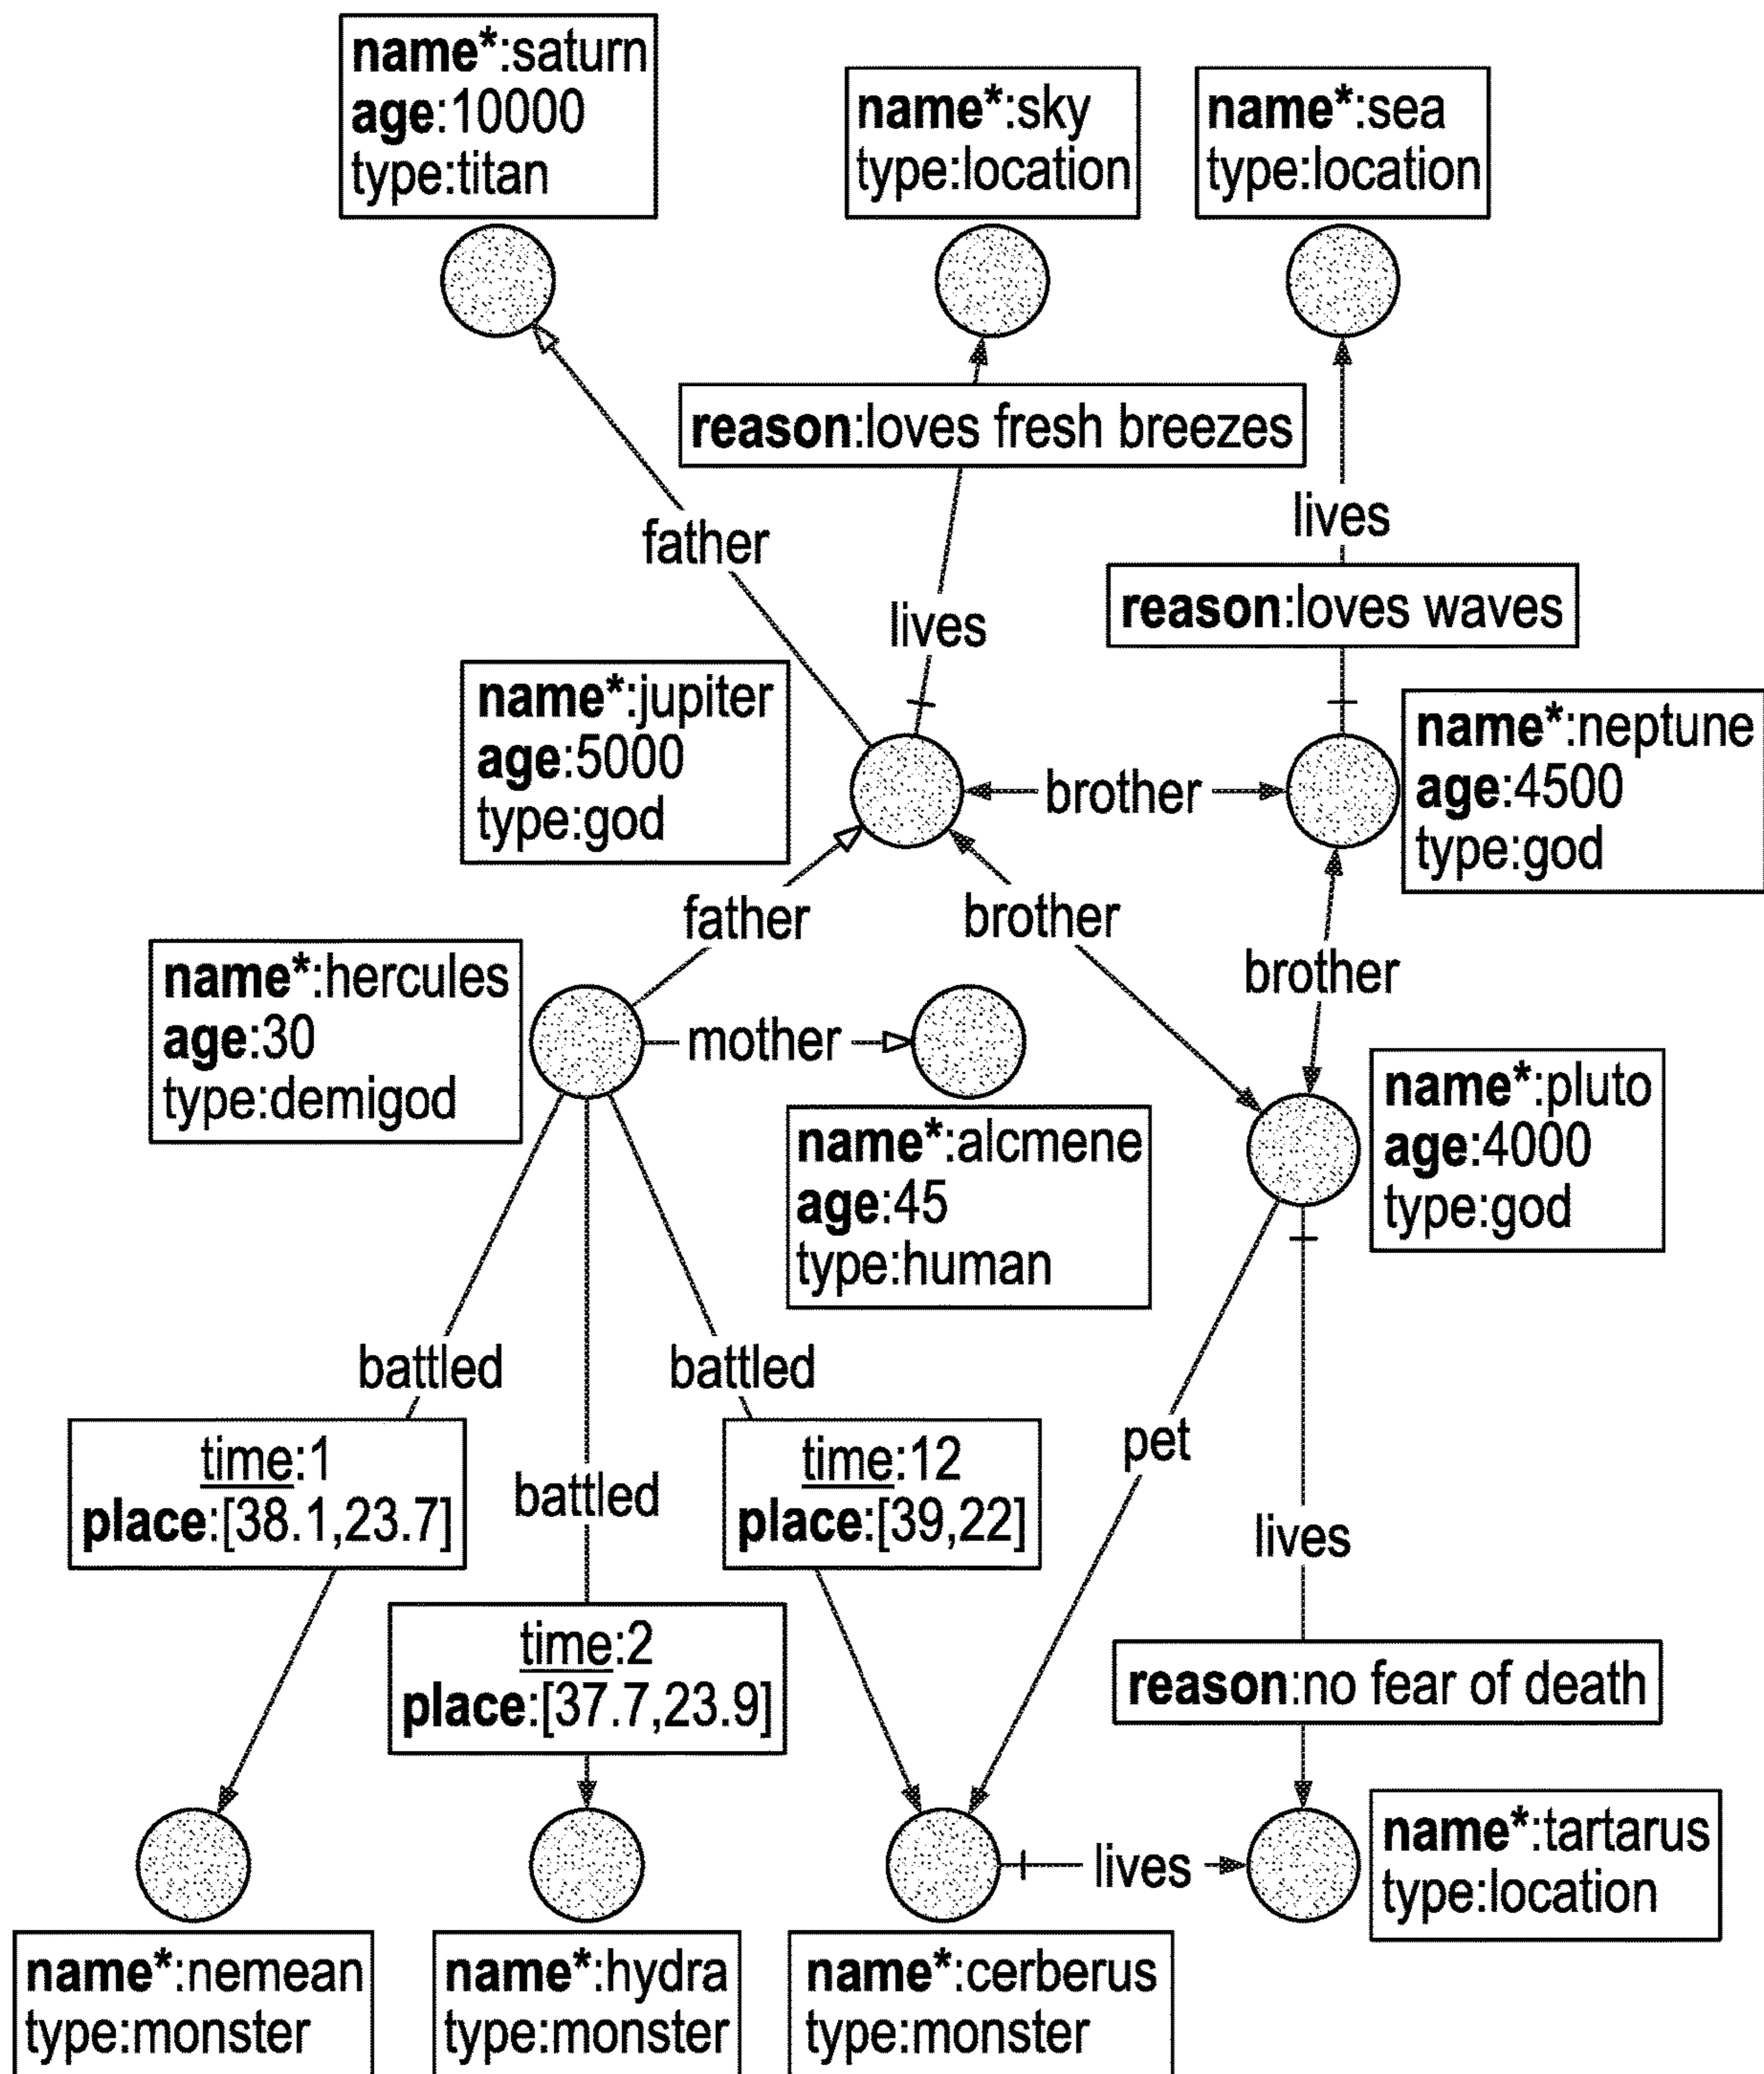 name*:saturn
age:10000
type:titan
name*:sky
type:location
name*:sea
type:location
reason:loves fresh breezes
lives
father
reason:loves waves
lives
name*:jupiter
age:5000
type:god
name*:neptune
age:4500
type:god
brother
father
brother
brother
name*:hercules
age:30
type:demigod
mother
name*:alcmene
age:45
type:human
name*:pluto
age:4000
type:god
battled
battled
time:1
place:[38.1,23.7]
battled
time:12
place:[39,22]
pet
lives
time:2
place:[37.7,23.9]
reason:no fear of death
lives
name*:tartarus
type:location
name*:nemean
type:monster
name*:hydra
type:monster
name*:cerberus
type:monster